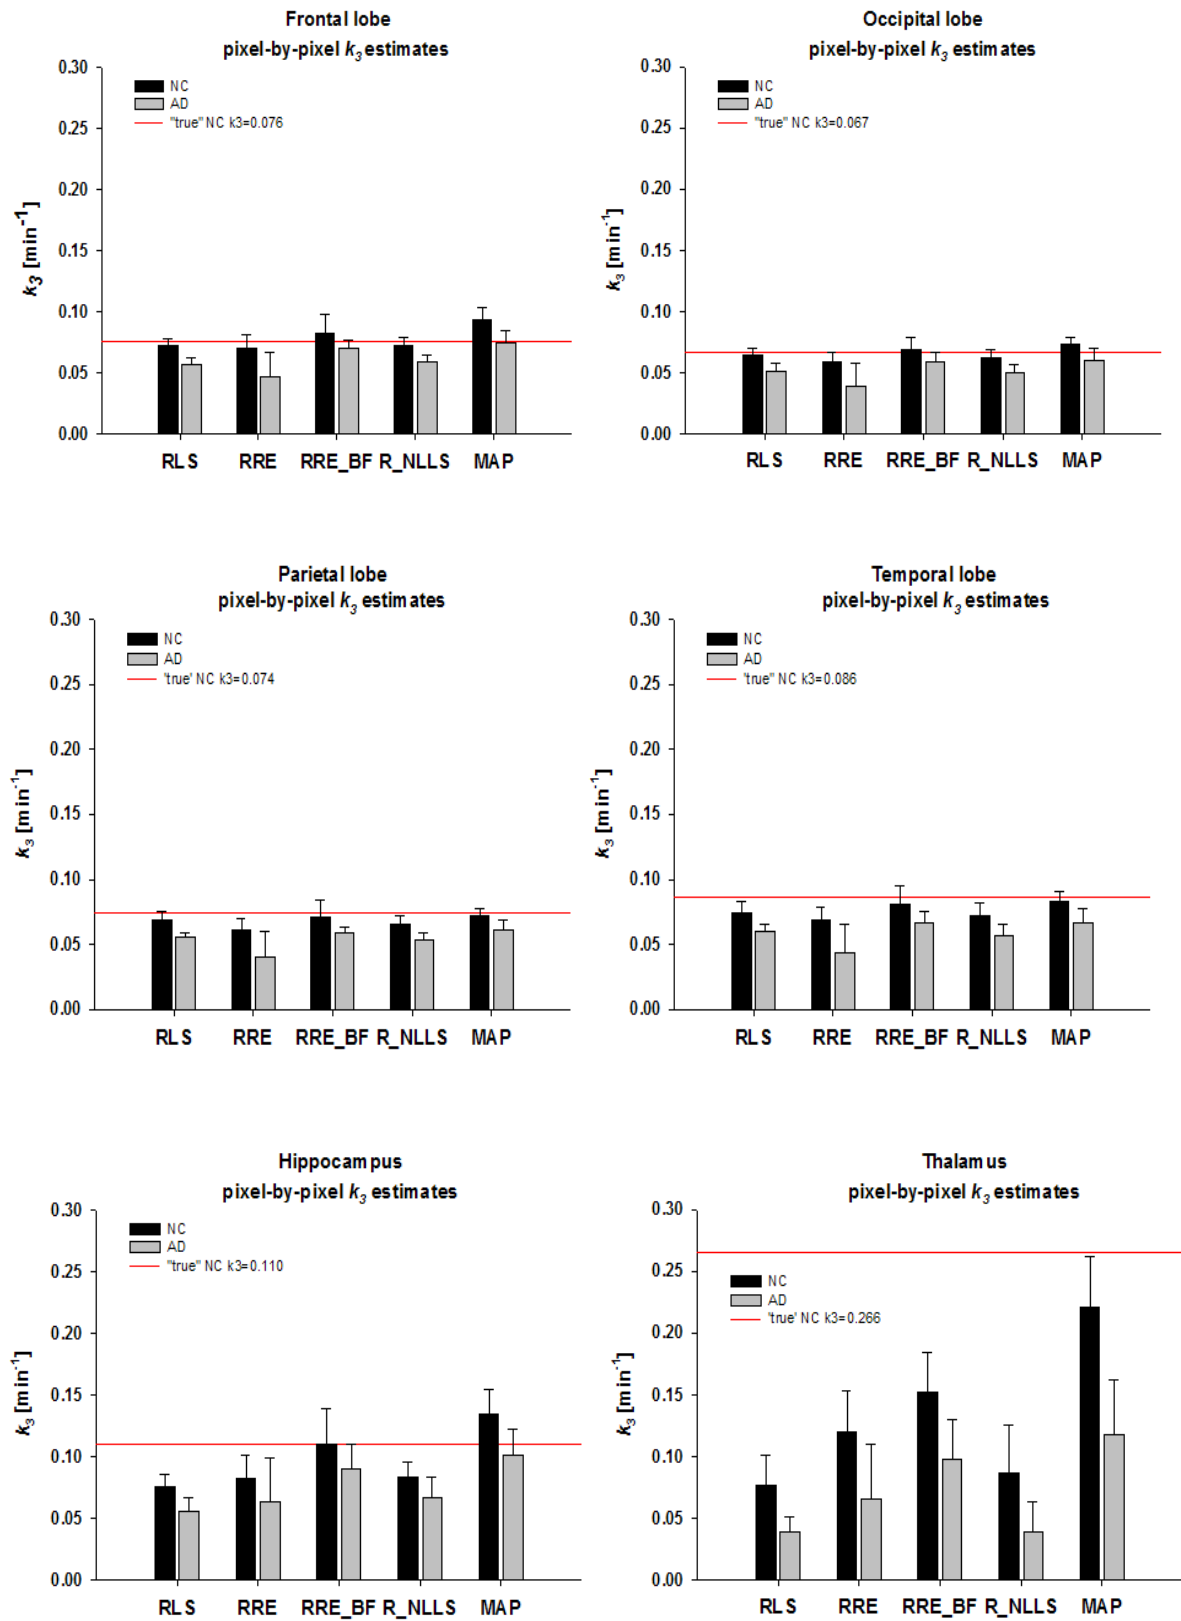 Frontal lobe
pixel-by-pixel k3 estimates
0.30
0.25
0.20
0.15
0.10
0.05
0.00
k3 [min-1]
NC
AD
"true" NC k3=0.076
RLS RRE RRE_BF R_NLLS MAP
Occipital lobe
pixel-by-pixel k3 estimates
0.30
0.25
0.20
0.15
0.10
0.05
0.00
k3 [min-1]
NC
AD
"true" NC k3=0.067
RLS RRE RRE_BF R_NLLS MAP
Parietal lobe
pixel-by-pixel k3 estimates
0.30
0.25
0.20
0.15
0.10
0.05
0.00
k3 [min-1]
NC
AD
'true' NC k3=0.074
RLS RRE RRE_BF R_NLLS MAP
Temporal lobe
pixel-by-pixel k3 estimates
0.30
0.25
0.20
0.15
0.10
0.05
0.00
k3 [min-1]
NC
AD
'true" NC k3=0.086
RLS RRE RRE_BF R_NLLS MAP
Hippocampus
pixel-by-pixel k3 estimates
0.30
0.25
0.20
0.15
0.10
0.05
0.00
k3 [min-1]
NC
AD
"true" NC k3=0.110
RLS RRE RRE_BF R_NLLS MAP
Thalamus
pixel-by-pixel k3 estimates
0.30
0.25
0.20
0.15
0.10
0.05
0.00
k3 [min-1]
NC
AD
'true' NC k3=0.266
RLS RRE RRE_BF R_NLLS MAP